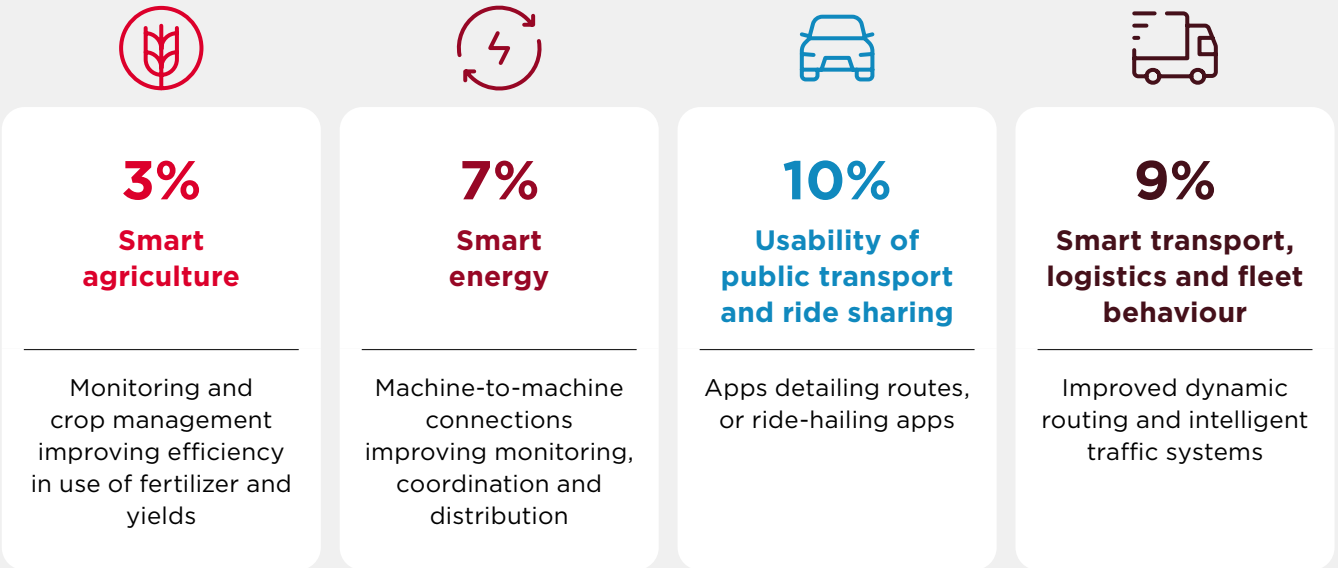 3%
Smart
agriculture
Monitoring and
crop management
improving efficiency
in use of fertilizer and
yields
7%
Smart
energy
Machine-to-machine
connections
improving monitoring,
coordination and
distribution
10%
Usability of
public transport
and ride sharing
Apps detailing routes,
or ride-hailing apps
9%
Smart transport,
logistics and fleet
behaviour
Improved dynamic
routing and intelligent
traffic systems